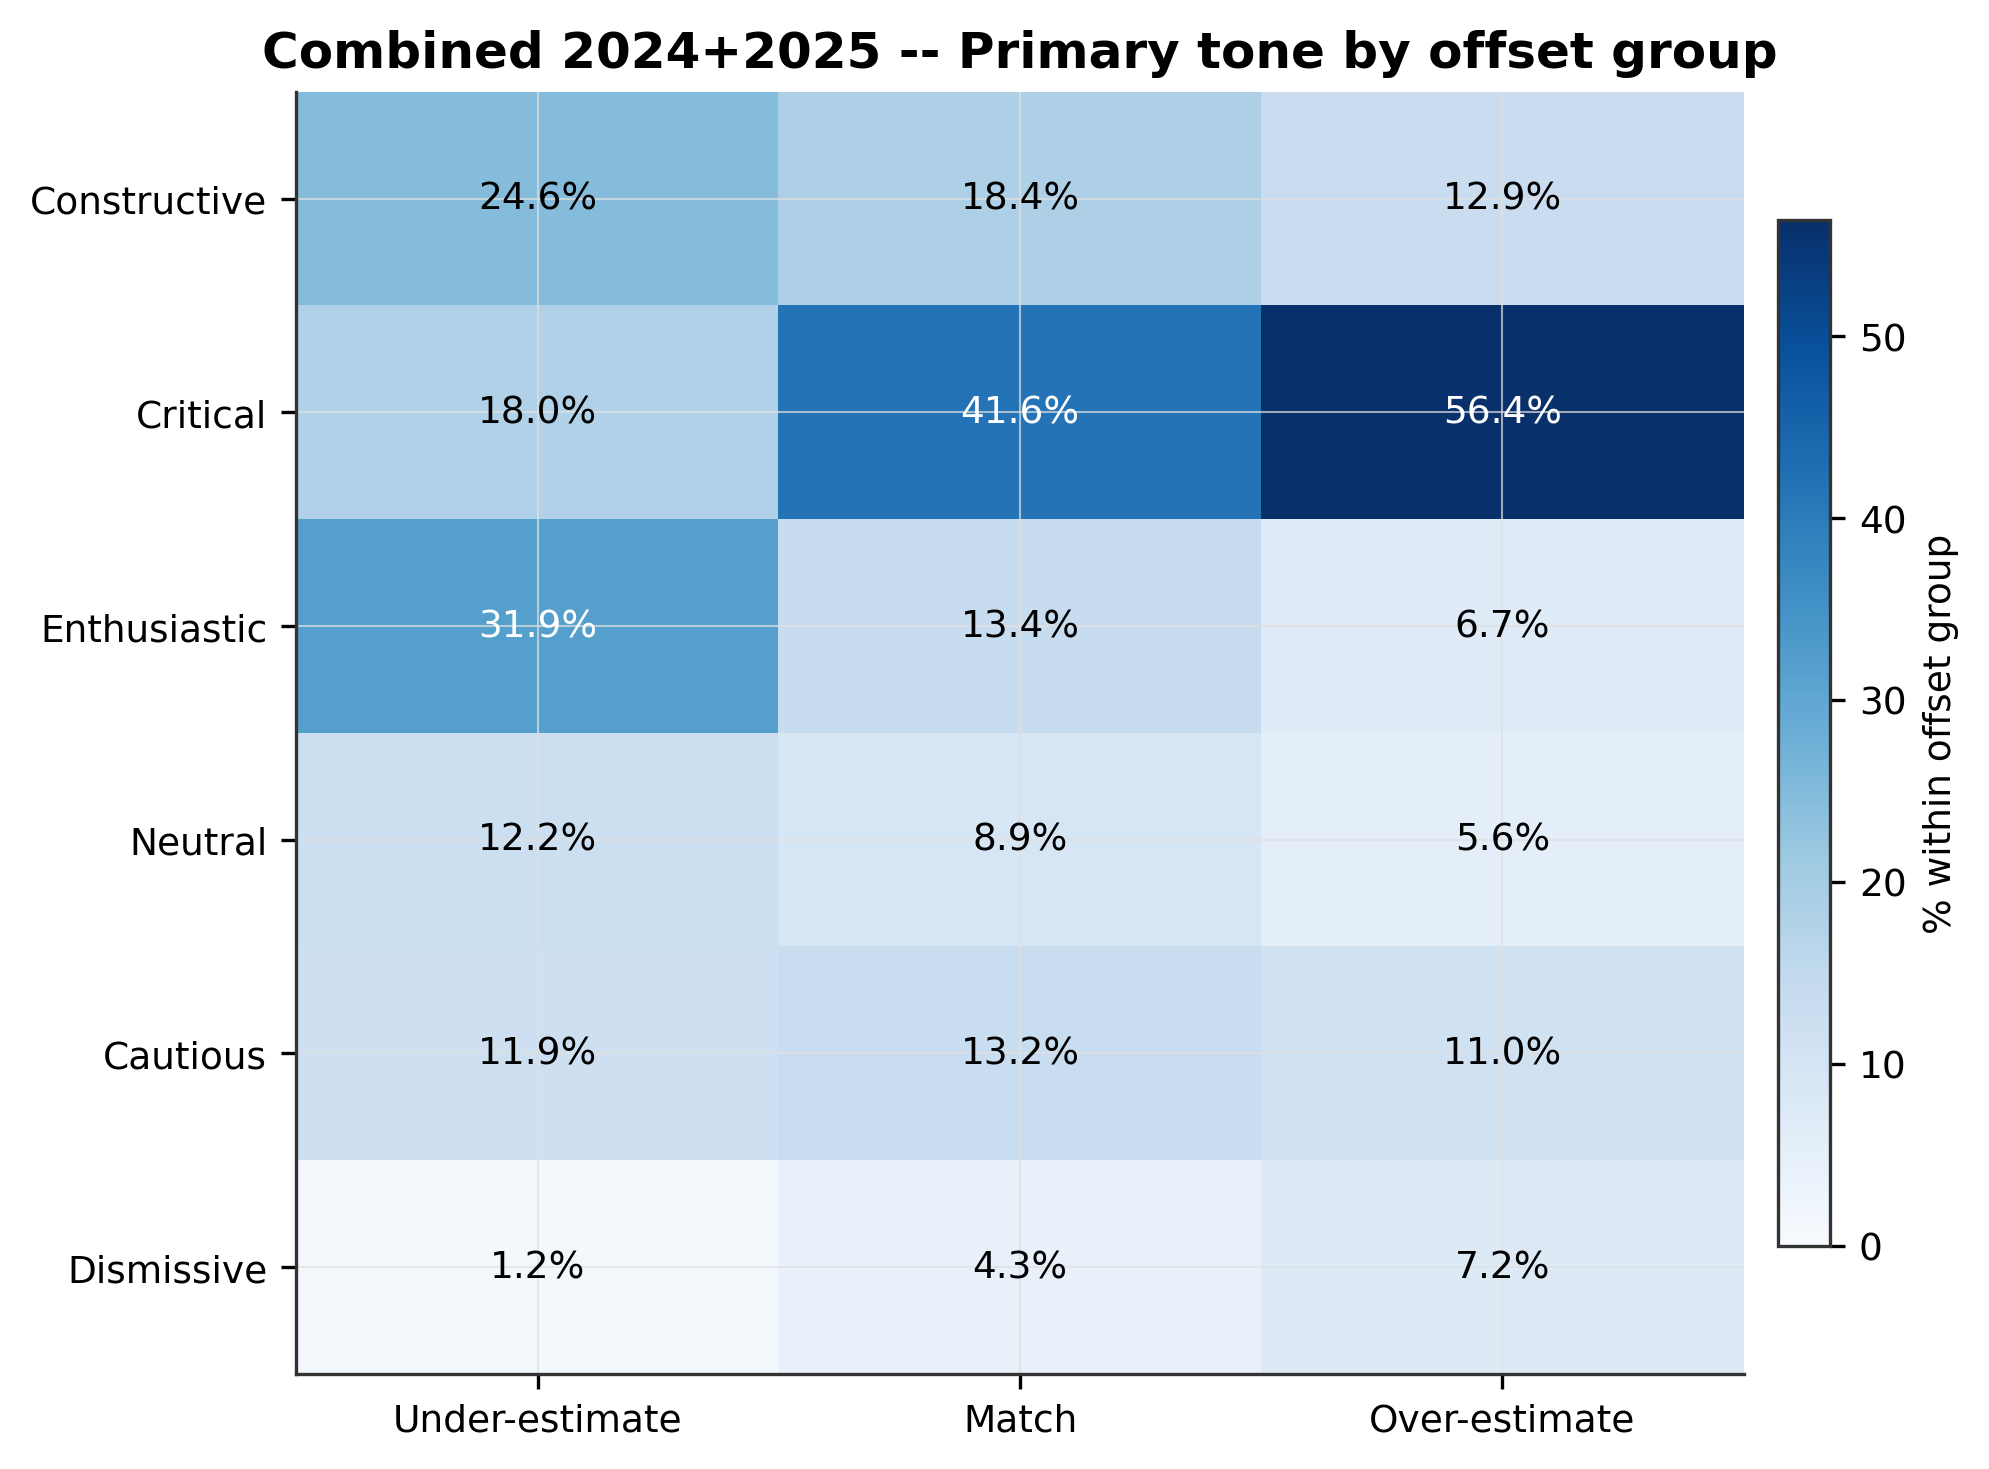 Combined 2024+2025 -- Primary tone by offset group
Constructive 24.6% 18.4% 12.9%
Critical 18.0% 41.6% 56.4%
Enthusiastic 31.9% 13.4% 6.7%
Neutral 12.2% 8.9% 5.6%
Cautious 11.9% 13.2% 11.0%
Dismissive 1.2% 4.3% 7.2%
Under-estimate Match Over-estimate
50
40
30
20
10
0
% within offset group